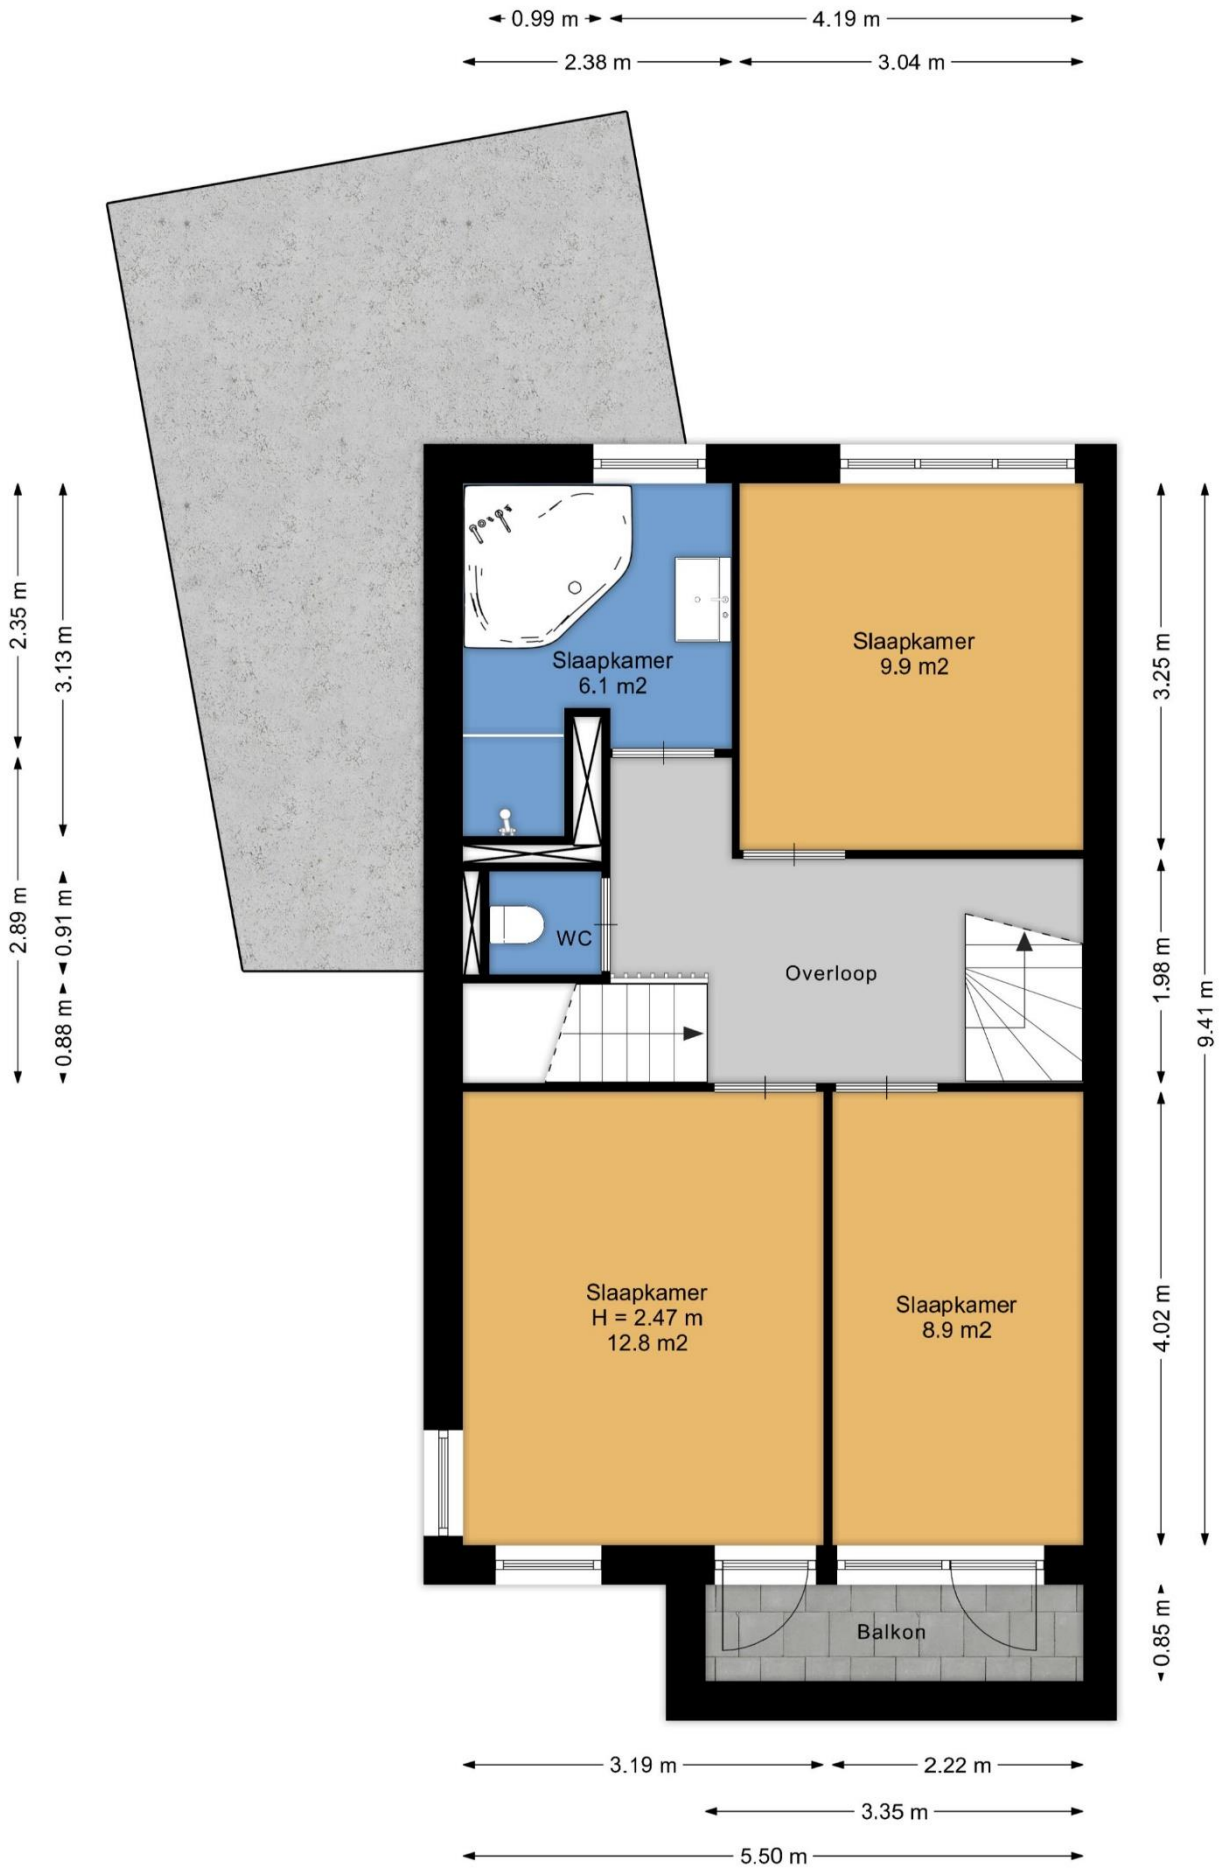 0.99 m
4.19 m
2.38 m
3.04 m
2.35 m
3.13 m
3.25 m
Slaapkamer
9.9 m2
Slaapkamer
6.1 m2
2.89 m
0.91 m
WC
Overloop
1.98 m
9.41 m
0.88 m
Slaapkamer
H = 2.47 m
12.8 m2
Slaapkamer
8.9 m2
4.02 m
Balkon
0.85 m
3.19 m
2.22 m
3.35 m
5.50 m